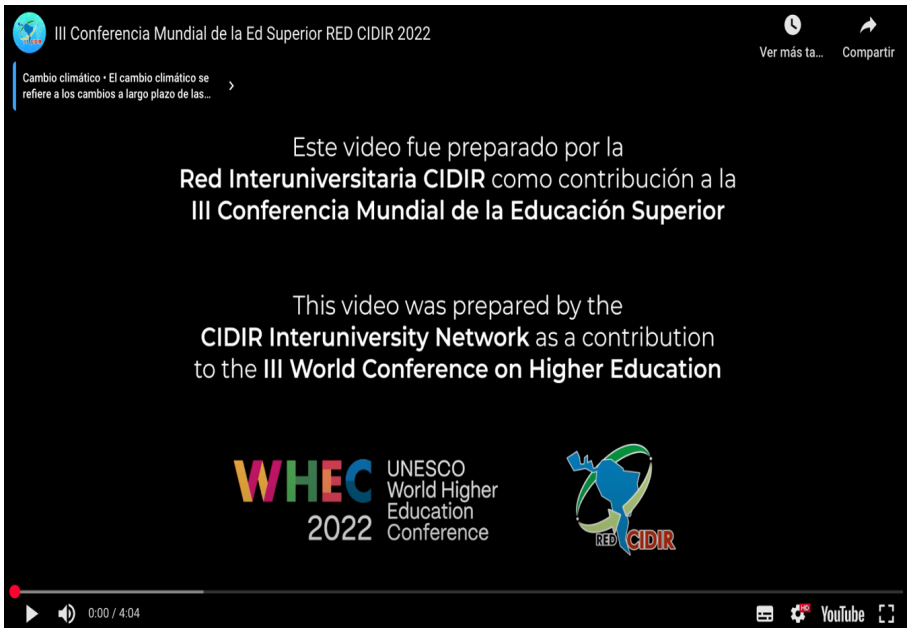 III Conferencia Mundial de la Ed Superior RED CIDIR 2022
Ver más ta...
Compartir
Cambio climático • El cambio climático se
refiere a los cambios a largo plazo de las...
Este video fue preparado por la
Red Interuniversitaria CIDIR como contribución a la
III Conferencia Mundial de la Educación Superior
This video was prepared by the
CIDIR Interuniversity Network as a contribution
to the III World Conference on Higher Education
WHEC
2022
UNESCO
World Higher
Education
Conference
RED CIDIR
0:00 / 4:04
HD
YouTube